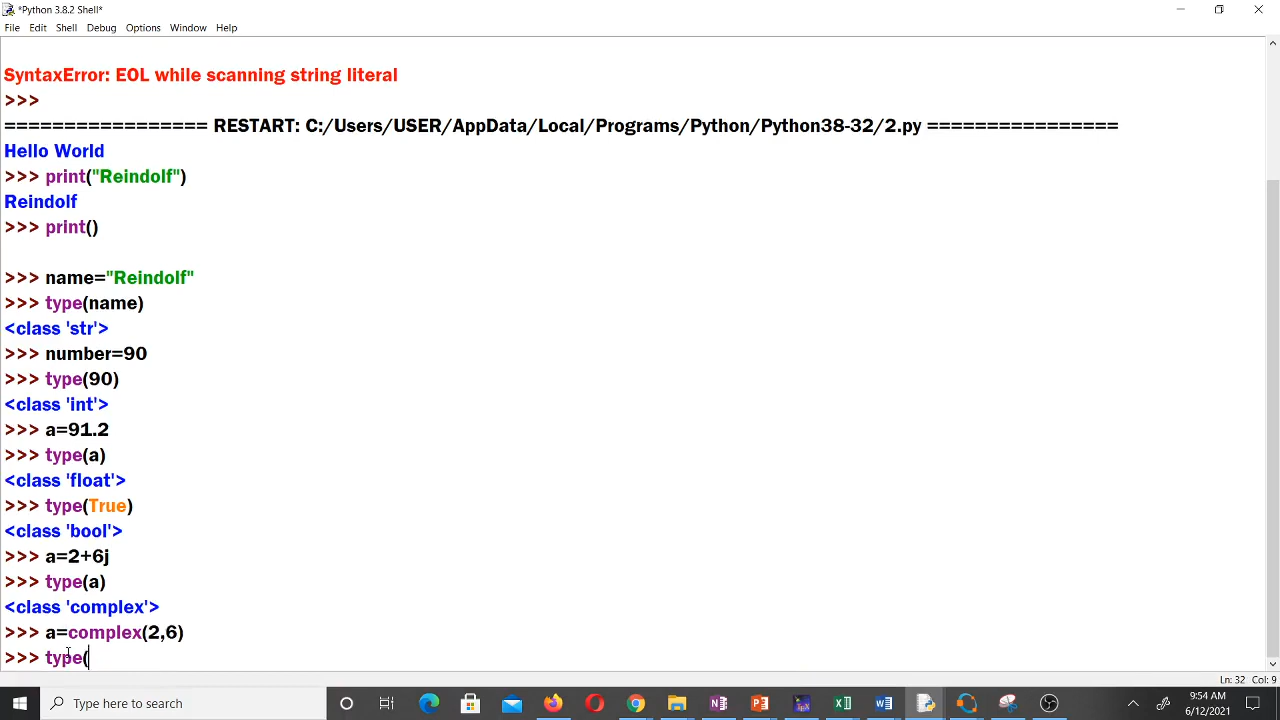 *Python 3.8.2 Shell*
File Edit Shell Debug Options Window Help
SyntaxError: EOL while scanning string literal
>>>
================= RESTART: C:/Users/USER/AppData/Local/Programs/Python/Python38-32/2.py ================
Hello World
>>> print("Reindolf")
Reindolf
>>> print()
>>> name="Reindolf"
>>> type(name)
<class 'str'>
>>> number=90
>>> type(90)
<class 'int'>
>>> a=91.2
>>> type(a)
<class 'float'>
>>> type(True)
<class 'bool'>
>>> a=2+6j
>>> type(a)
<class 'complex'>
>>> a=complex(2,6)
>>> type(
Ln: 32 Col: 9
Type here to search
9:54 AM
6/12/2021